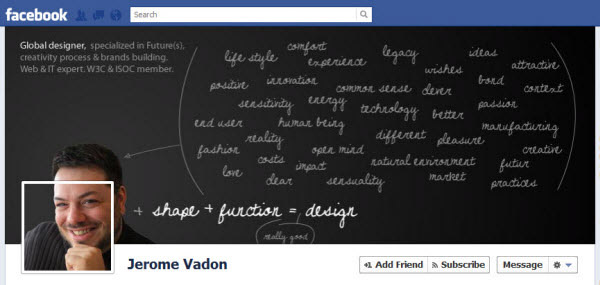 facebook
Search
Global designer, specialized in Future(s),
creativity process & brands building.
Web & IT expert. W3C & ISOC member.
comfort
life style
experience
legacy
ideas
wishes
attractive
positive
innovation
common sense
clever
bond
context
sensitivity
energy
technology
better
passion
end user
human being
different
manufacturing
reality
pleasure
fashion
open mind
creative
costs
impact
natural environment
futur
love
clear
sensuality
market
practices
+ shape + function = design
really good
Jerome Vadon
+1 Add Friend
Subscribe
Message